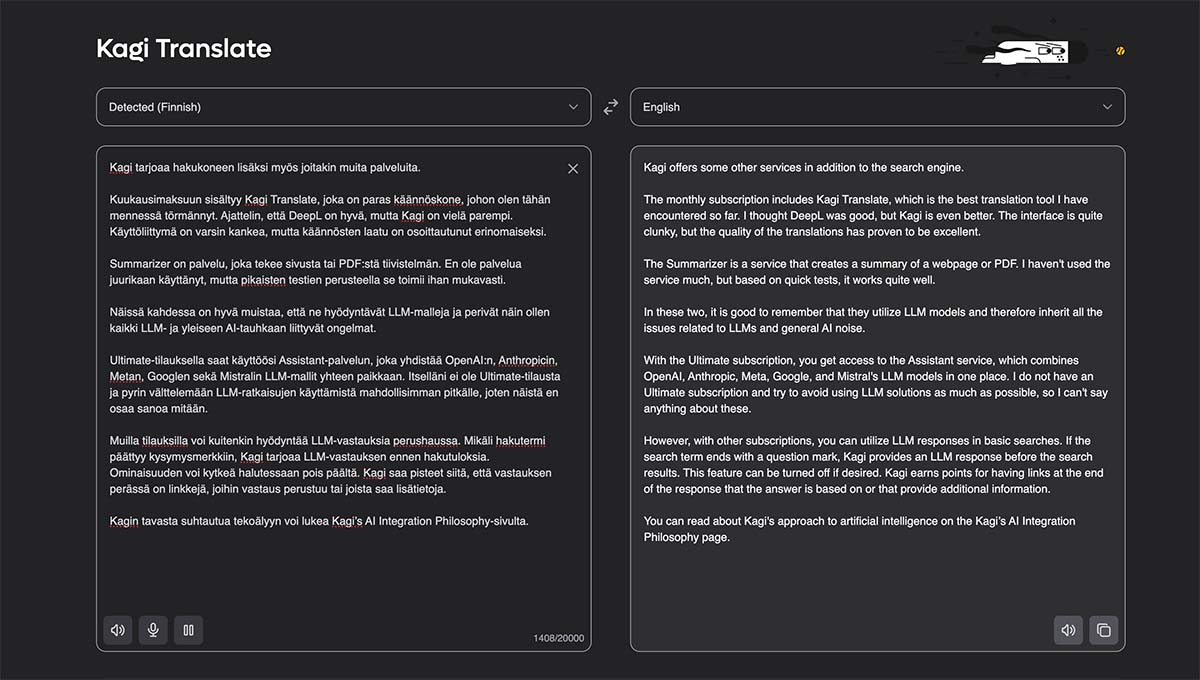 Kagi Translate
Detected (Finnish)
English
Kagi tarjoaa hakukoneen lisäksi myös joitakin muita palveluita.
Kuukausimaksuun sisältyy Kagi Translate, joka on paras käännöskone, johon olen tähän
mennessä törmännyt. Ajattelin, että DeepL on hyvä, mutta Kagi on vielä parempi.
Käyttöliittymä on varsin kankea, mutta käännösten laatu on osoittautunut erinomaiseksi.
Summarizer on palvelu, joka tekee sivusta tai PDF:stä tiivistelmän. En ole palvelua
juurikaan käyttänyt, mutta pikaisten testien perusteella se toimii ihan mukavasti.
Näissä kahdessa on hyvä muistaa, että ne hyödyntävät LLM-malleja ja perivät näin ollen
kaikki LLM- ja yleiseen AI-tauhkaan liittyvät ongelmat.
Ultimate-tilauksella saat käyttöösi Assistant-palvelun, joka yhdistää OpenAI:n, Anthropicin,
Metan, Googlen sekä Mistralin LLM-mallit yhteen paikkaan. Itselläni ei ole Ultimate-tilausta
ja pyrin välttelemään LLM-ratkaisujen käyttämistä mahdollisimman pitkälle, joten näistä en
osaa sanoa mitään.
Muilla tilauksilla voi kuitenkin hyödyntää LLM-vastauksia perushaussa. Mikäli hakutermi
päättyy kysymysmerkkiin, Kagi tarjoaa LLM-vastauksen ennen hakutuloksia.
Ominaisuuden voi kytkeä halutessaan pois päältä. Kagi saa pisteet siitä, että vastauksen
perässä on linkkejä, joihin vastaus perustuu tai joista saa lisätietoja.
Kagin tavasta suhtautua tekoälyyn voi lukea Kagi's AI Integration Philosophy-sivulta.
1408/20000
Kagi offers some other services in addition to the search engine.
The monthly subscription includes Kagi Translate, which is the best translation tool I have
encountered so far. I thought DeepL was good, but Kagi is even better. The interface is quite
clunky, but the quality of the translations has proven to be excellent.
The Summarizer is a service that creates a summary of a webpage or PDF. I haven't used the
service much, but based on quick tests, it works quite well.
In these two, it is good to remember that they utilize LLM models and therefore inherit all the
issues related to LLMs and general AI noise.
With the Ultimate subscription, you get access to the Assistant service, which combines
OpenAI, Anthropic, Meta, Google, and Mistral's LLM models in one place. I do not have an
Ultimate subscription and try to avoid using LLM solutions as much as possible, so I can't say
anything about these.
However, with other subscriptions, you can utilize LLM responses in basic searches. If the
search term ends with a question mark, Kagi provides an LLM response before the search
results. This feature can be turned off if desired. Kagi earns points for having links at the end
of the response that the answer is based on or that provide additional information.
You can read about Kagi's approach to artificial intelligence on the Kagi's AI Integration
Philosophy page.